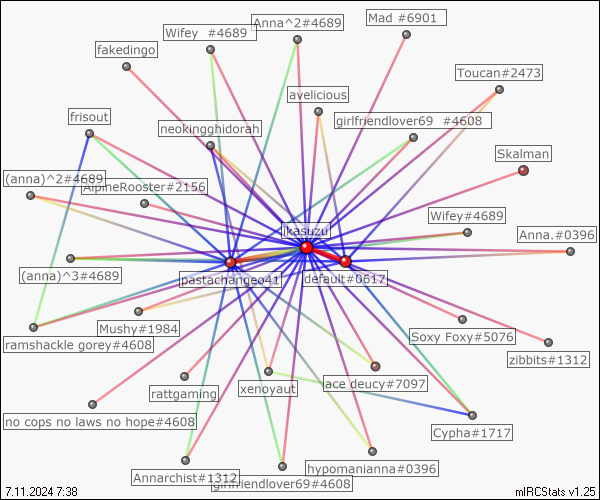 Mad #6901
Anna^2#4689
Wifey  #4689
fakedingo
Toucan#2473
avelicious
frisout
girlfriendlover69  #4608
neokingghidorah
Skalman
(anna)^2#4689
AlpineRooster#2156
Wifey#4689
ikasuzu
Anna.#0396
(anna)^3#4689
pastachangeo41
default#0617
Mushy#1984
Soxy Foxy#5076
ramshackle gorey#4608
zibbits#1312
ace deucy#7097
xenoyaut
rattgaming
no cops no laws no hope#4608
Cypha#1717
hypomanianna#0396
Annarchist#1312
girlfriendlover69#4608
7.11.2024 7:38
mIRCStats v1.25